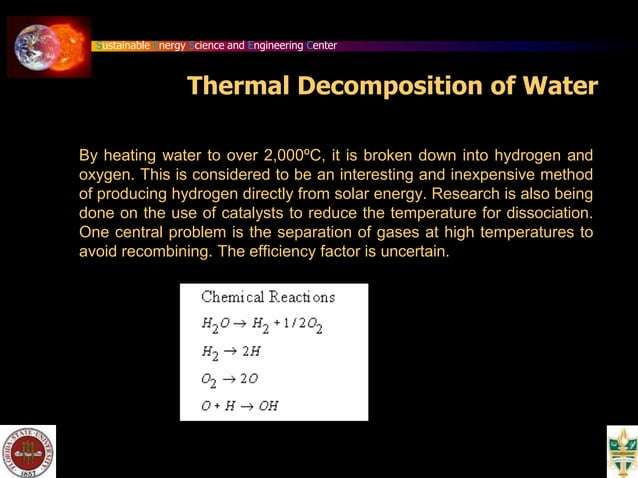 Sustainable Energy Science and Engineering Center
Thermal Decomposition of Water
By heating water to over 2,000ºC, it is broken down into hydrogen and
oxygen. This is considered to be an interesting and inexpensive method
of producing hydrogen directly from solar energy. Research is also being
done on the use of catalysts to reduce the temperature for dissociation.
One central problem is the separation of gases at high temperatures to
avoid recombining. The efficiency factor is uncertain.
Chemical Reactions
H₂O → H₂ + 1/2O₂
H₂ → 2H
O₂ → 2O
O + H → OH
FLORIDA STATE UNIVERSITY
1857